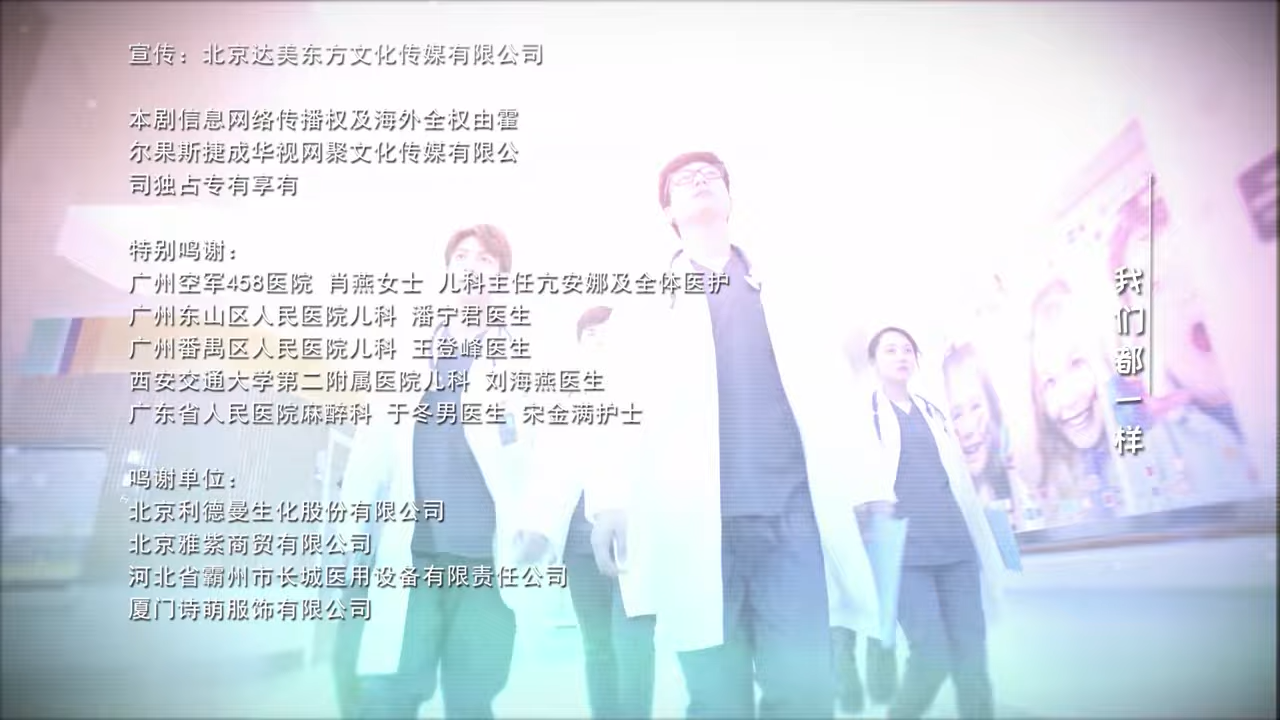 宣传：北京达美东方文化传媒有限公司
本剧信息网络传播权及海外全权由霍
尔果斯捷成华视网聚文化传媒有限公
司独占专有享有
特别鸣谢：
广州空军458医院 肖燕女士 儿科主任亢安娜及全体医护
广州东山区人民医院儿科 潘宁君医生
广州番禺区人民医院儿科 王登峰医生
西安交通大学第二附属医院儿科 刘海燕医生
广东省人民医院麻醉科 于冬男医生 宋金满护士
鸣谢单位：
北京利德曼生化股份有限公司
北京雅紫商贸有限公司
河北省霸州市长城医用设备有限责任公司
厦门诗萌服饰有限公司
我们都一样